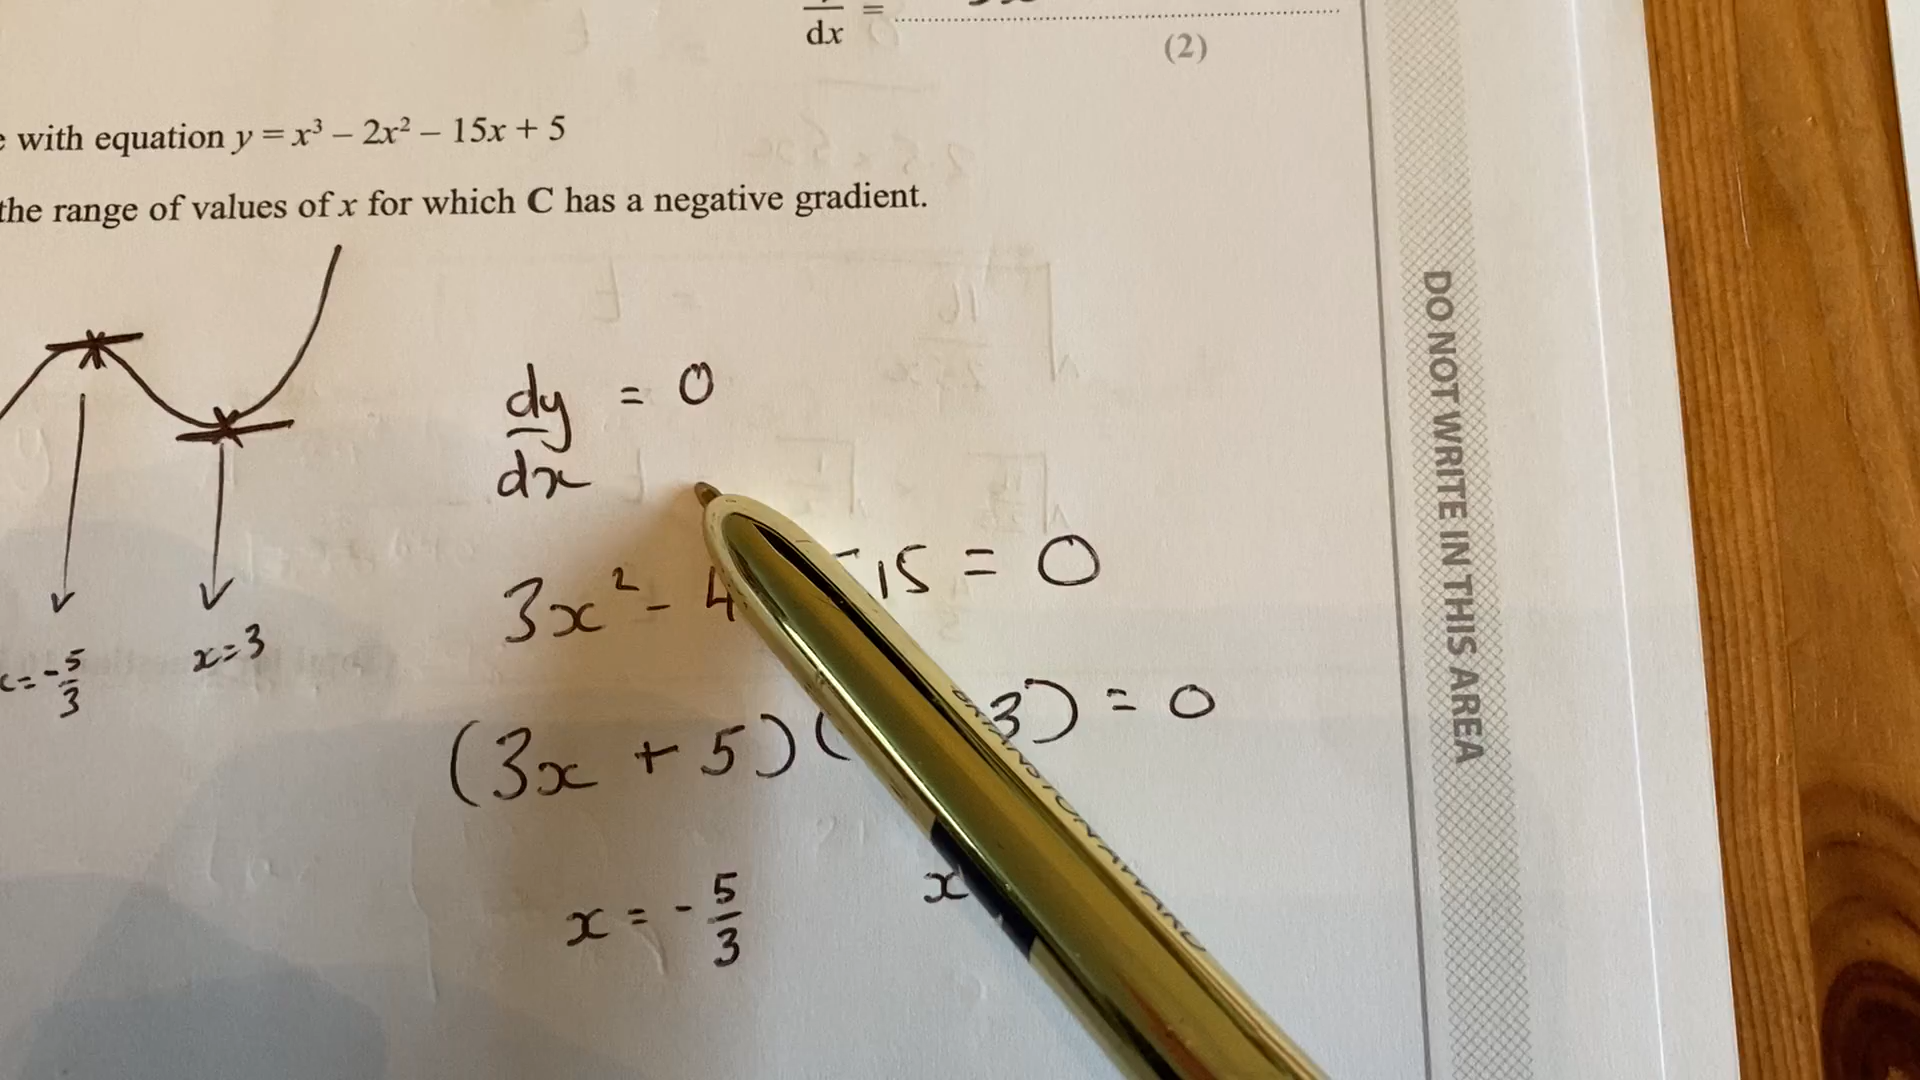 dx = ....................
(2)
with equation y = x³ – 2x² – 15x + 5
the range of values of x for which C has a negative gradient.
dy = 0
dx
3x² - 4 - 15 = 0
x = 3
= -5/3
(3x + 5)( 3) = 0
x = -5/3
x
DO NOT WRITE IN THIS AREA